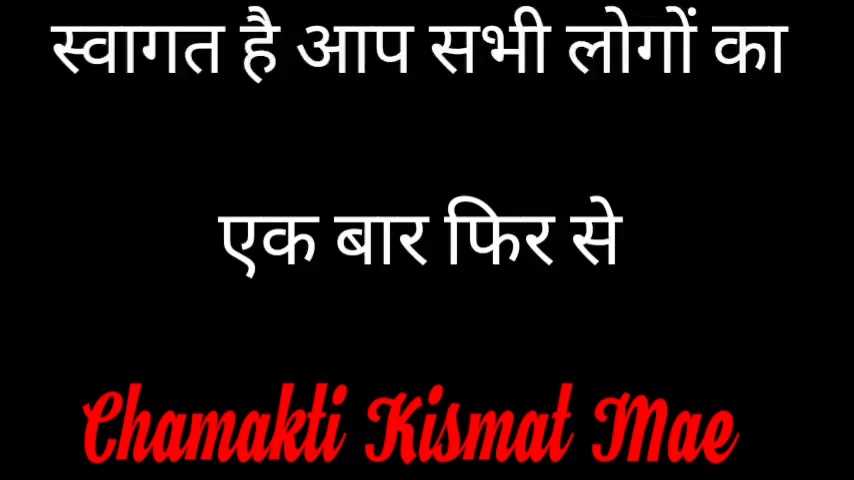 स्वागत है आप सभी लोगों का
एक बार फिर से
Chamakti Kismat Mae